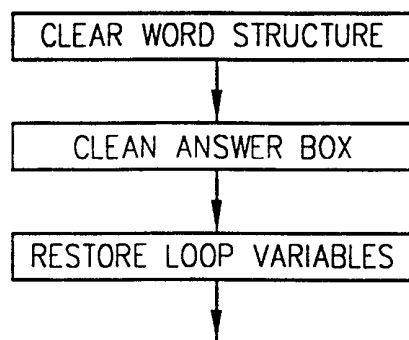 CLEAR WORD STRUCTURE
CLEAN ANSWER BOX
RESTORE LOOP VARIABLES